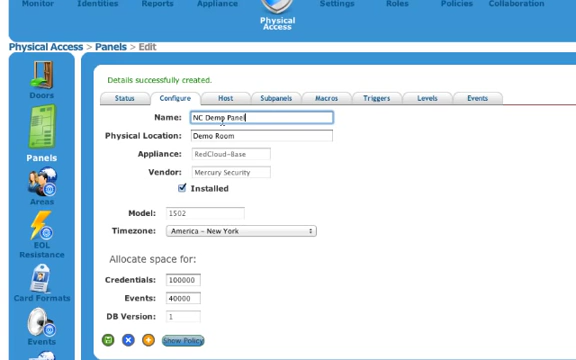 Monitor Identities Reports Appliance Settings Roles Policies Collaboration
Physical
Access
Physical Access > Panels > Edit
Doors
Panels
Areas
EOL
Resistance
Card Formats
Events
Details successfully created.
Status Configure Host Subpanels Macros Triggers Levels Events
Name: NC Demp Panel
Physical Location: Demo Room
Appliance: RedCloud-Base
Vendor: Mercury Security
Installed
Model: 1502
Timezone: America - New York
Allocate space for:
Credentials: 100000
Events: 40000
DB Version: 1
Show Policy